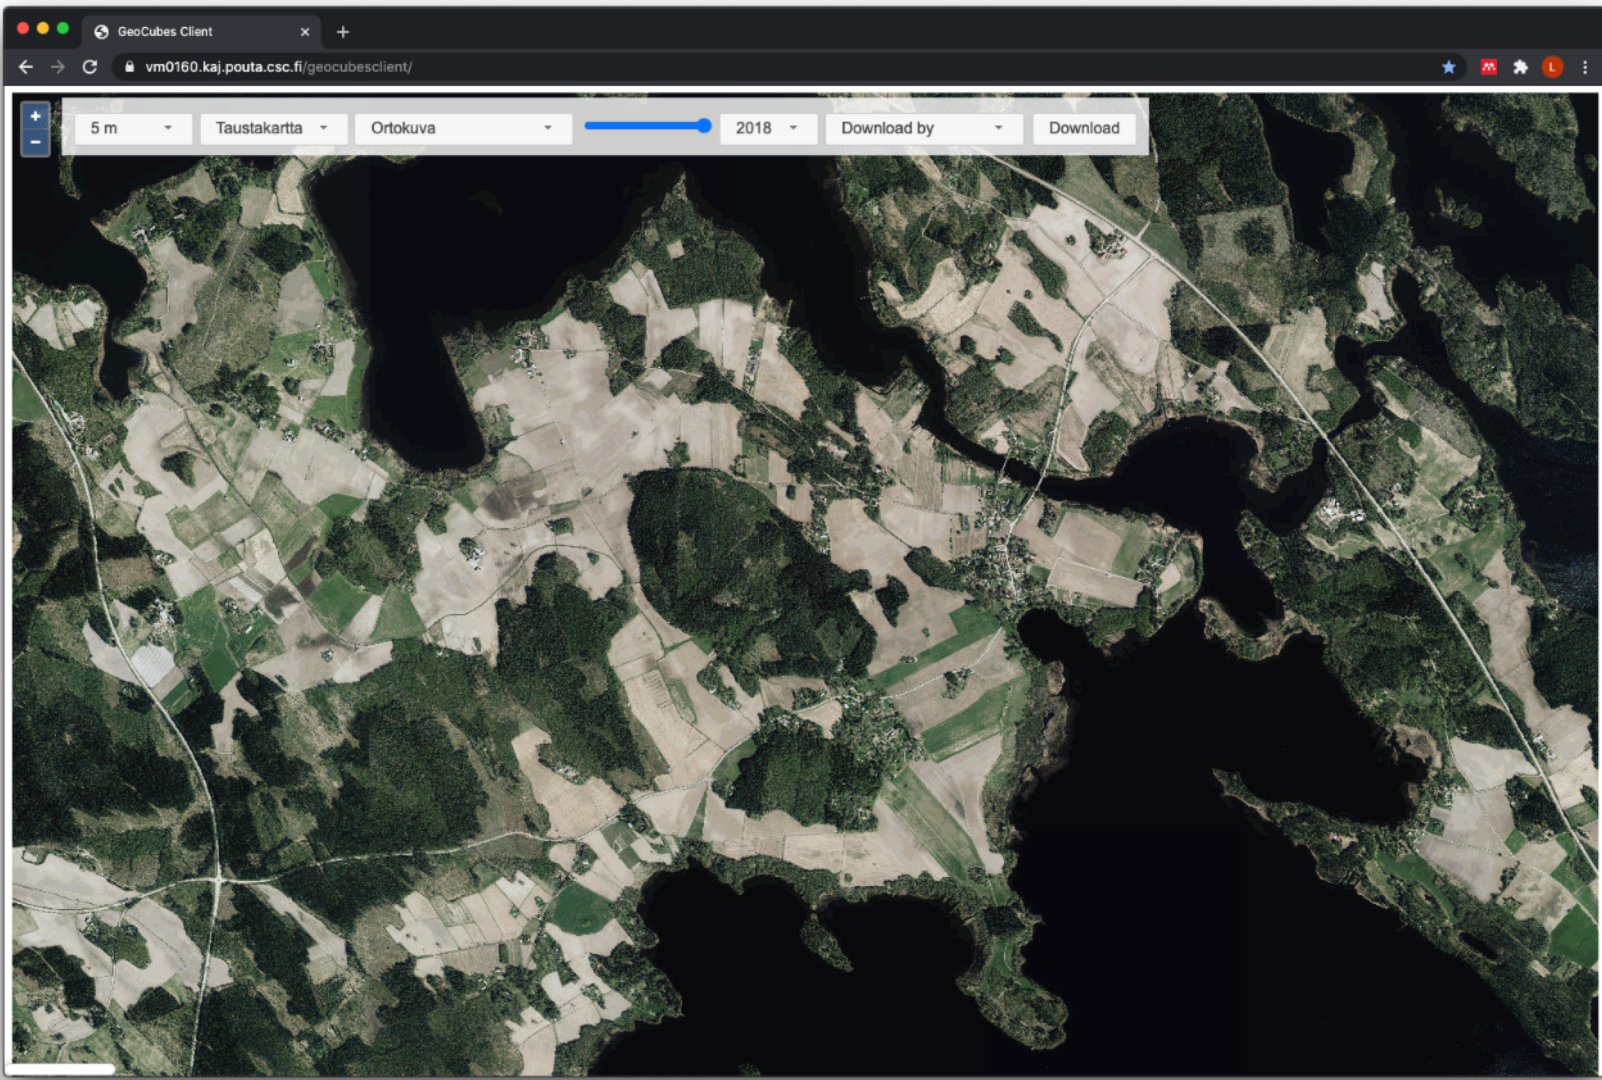 GeoCubes Client
vm0160.kaj.pouta.csc.fi/geocubesclient/
L
5 m Taustakartta Ortokuva 2018 Download by Download